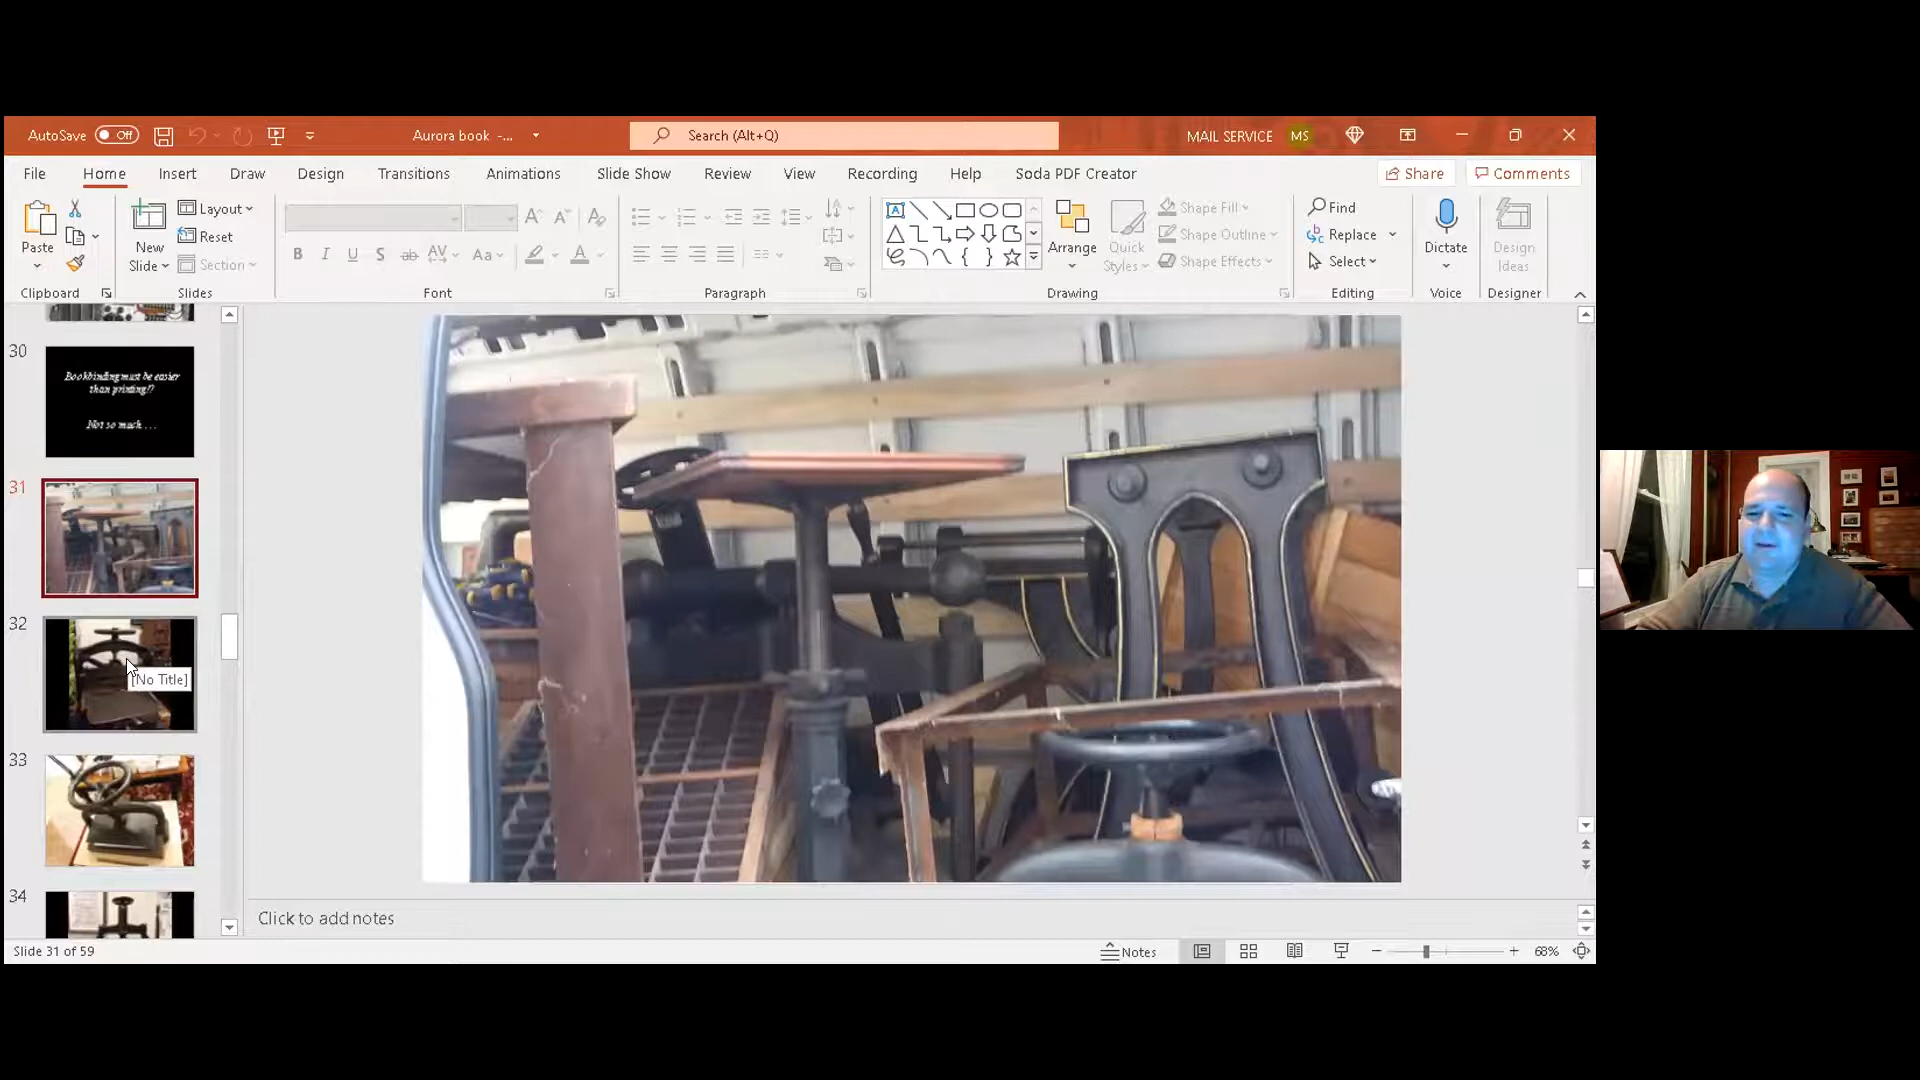 AutoSave Off Aurora book -... Search (Alt+Q) MAIL SERVICE MS
File Home Insert Draw Design Transitions Animations Slide Show Review View Recording Help Soda PDF Creator Share Comments
Paste
New
Slide
Layout
Reset
Section
B I U S ab AV Aa A
Arrange
Quick
Styles
Shape Fill
Shape Outline
Shape Effects
Find
Replace
Select
Dictate
Design
Ideas
Clipboard Slides Font Paragraph Drawing Editing Voice Designer
30
Bookbinding must be easier
than printing!?
Not so much . . .
31
32
[No Title]
33
34
Click to add notes
Slide 31 of 59 Notes 68%